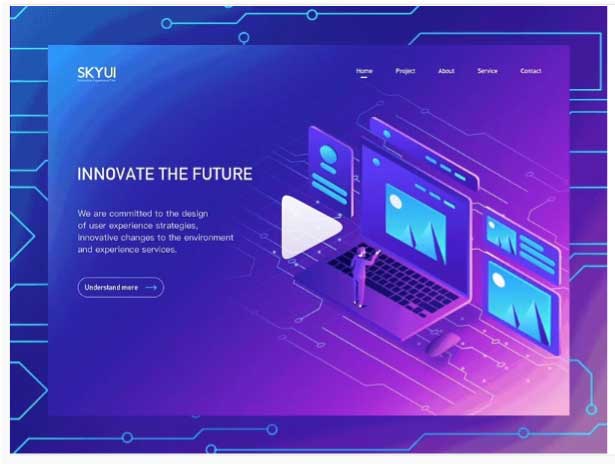 SKYUI
Home Project About Service Contact
INNOVATE THE FUTURE
We are committed to the design
of user experience strategies,
innovative changes to the environment
and experience services.
Understand more